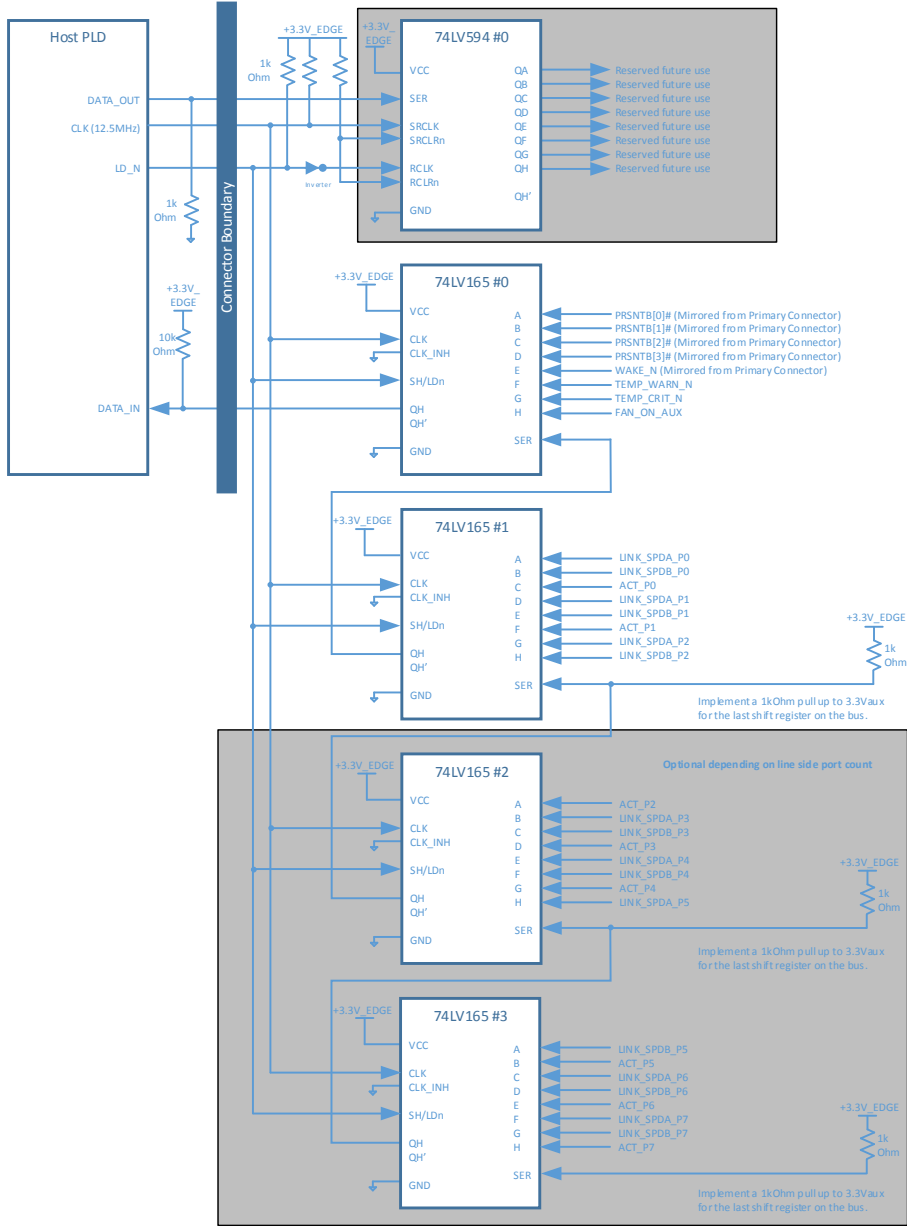 Host PLD
DATA_OUT
CLK (12.5MHz)
LD_N
DATA_IN
Connector Boundary
+3.3V_EDGE
1k
Ohm
1k
Ohm
+3.3V_
EDGE
10k
Ohm
Inverter
+3.3V_
EDGE
74LV594 #0
VCC
SER
SRCLK
SRCLRn
RCLK
RCLRn
GND
QA
QB
QC
QD
QE
QF
QG
QH
QH'
Reserved future use
Reserved future use
Reserved future use
Reserved future use
Reserved future use
Reserved future use
Reserved future use
Reserved future use
+3.3V_EDGE
74LV165 #0
VCC
CLK
CLK_INH
SH/LDn
QH
QH'
GND
A
B
C
D
E
F
G
H
SER
PRSNTB[0]# (Mirrored from Primary Connector)
PRSNTB[1]# (Mirrored from Primary Connector)
PRSNTB[2]# (Mirrored from Primary Connector)
PRSNTB[3]# (Mirrored from Primary Connector)
WAKE_N (Mirrored from Primary Connector)
TEMP_WARN_N
TEMP_CRIT_N
FAN_ON_AUX
+3.3V_EDGE
74LV165 #1
VCC
CLK
CLK_INH
SH/LDn
QH
QH'
GND
A
B
C
D
E
F
G
H
SER
LINK_SPDA_P0
LINK_SPDB_P0
ACT_P0
LINK_SPDA_P1
LINK_SPDB_P1
ACT_P1
LINK_SPDA_P2
LINK_SPDB_P2
+3.3V_EDGE
1k
Ohm
Implement a 1kOhm pull up to 3.3Vaux
for the last shift register on the bus.
Optional depending on line side port count
+3.3V_EDGE
74LV165 #2
VCC
CLK
CLK_INH
SH/LDn
QH
QH'
GND
A
B
C
D
E
F
G
H
SER
ACT_P2
LINK_SPDA_P3
LINK_SPDB_P3
ACT_P3
LINK_SPDA_P4
LINK_SPDB_P4
ACT_P4
LINK_SPDA_P5
+3.3V_EDGE
1k
Ohm
Implement a 1kOhm pull up to 3.3Vaux
for the last shift register on the bus.
+3.3V_EDGE
74LV165 #3
VCC
CLK
CLK_INH
SH/LDn
QH
QH'
GND
A
B
C
D
E
F
G
H
SER
LINK_SPDB_P5
ACT_P5
LINK_SPDA_P6
LINK_SPDB_P6
ACT_P6
LINK_SPDA_P7
LINK_SPDB_P7
ACT_P7
+3.3V_EDGE
1k
Ohm
Implement a 1kOhm pull up to 3.3Vaux
for the last shift register on the bus.